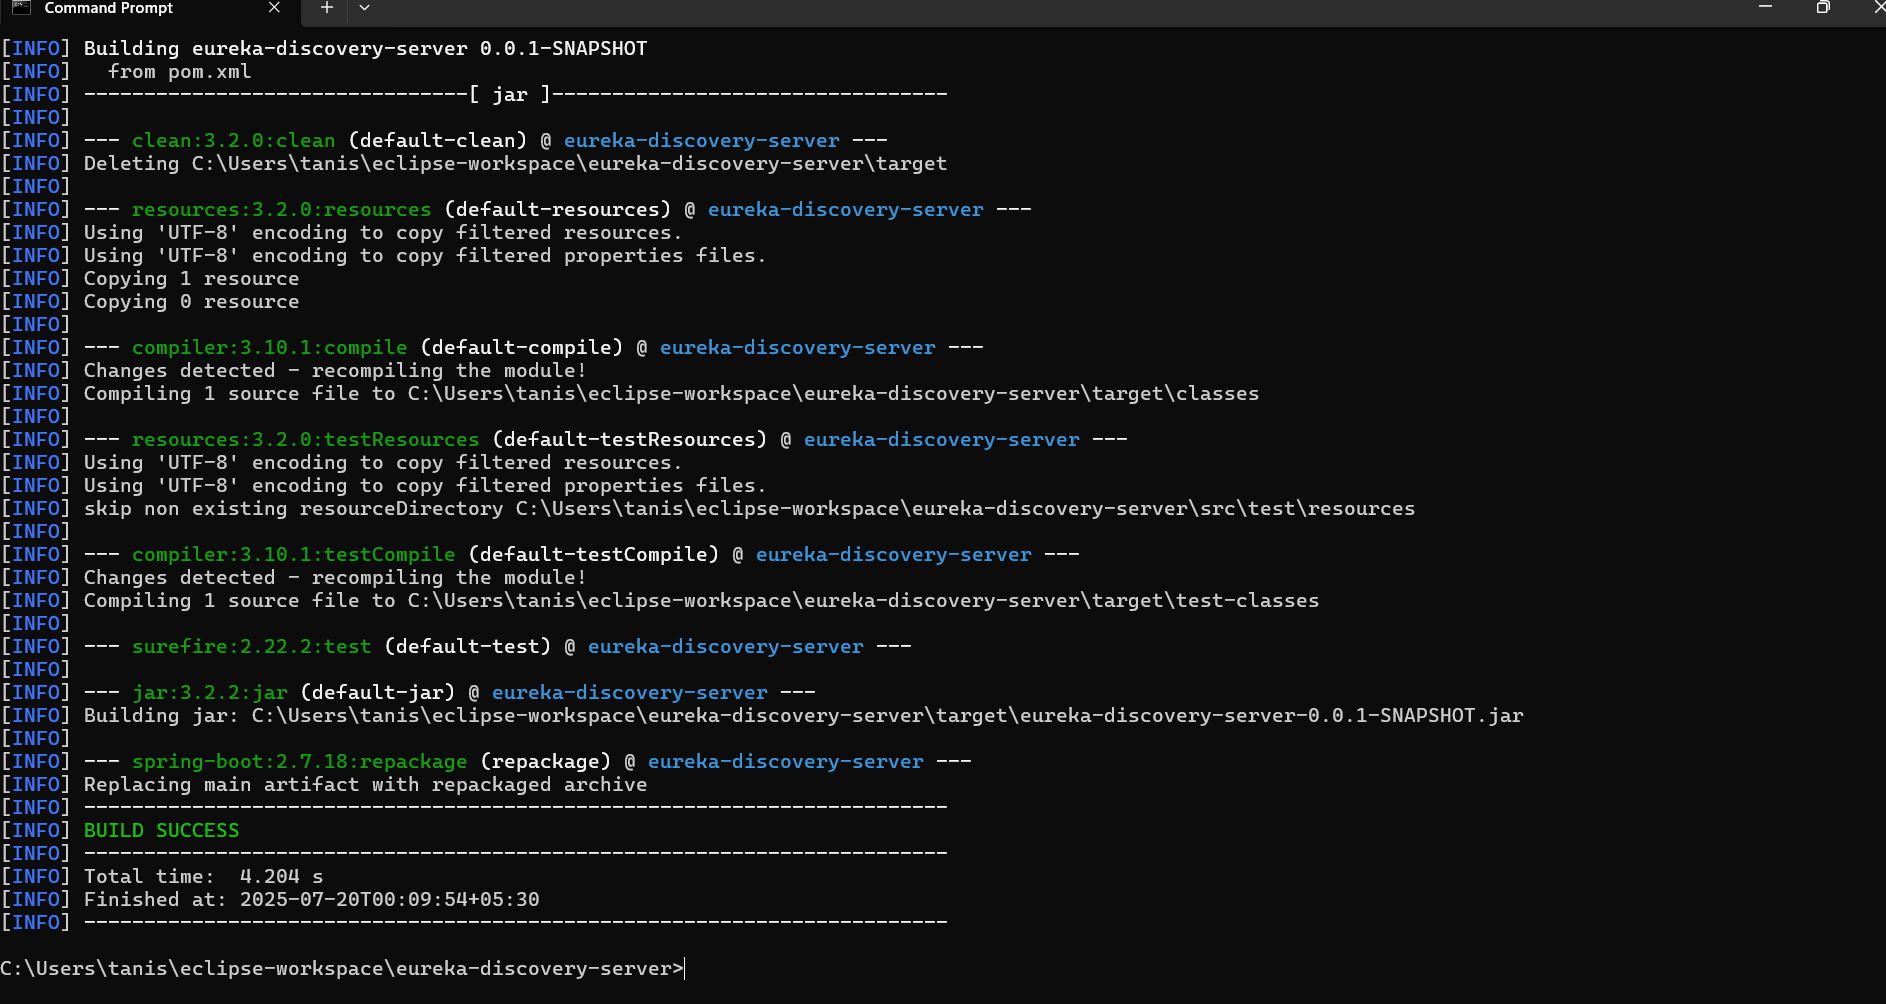 Command Prompt
[INFO] Building eureka-discovery-server 0.0.1-SNAPSHOT
[INFO]   from pom.xml
[INFO] --------------------------------[ jar ]---------------------------------
[INFO]
[INFO] --- clean:3.2.0:clean (default-clean) @ eureka-discovery-server ---
[INFO] Deleting C:\Users\tanis\eclipse-workspace\eureka-discovery-server\target
[INFO]
[INFO] --- resources:3.2.0:resources (default-resources) @ eureka-discovery-server ---
[INFO] Using 'UTF-8' encoding to copy filtered resources.
[INFO] Using 'UTF-8' encoding to copy filtered properties files.
[INFO] Copying 1 resource
[INFO] Copying 0 resource
[INFO]
[INFO] --- compiler:3.10.1:compile (default-compile) @ eureka-discovery-server ---
[INFO] Changes detected - recompiling the module!
[INFO] Compiling 1 source file to C:\Users\tanis\eclipse-workspace\eureka-discovery-server\target\classes
[INFO]
[INFO] --- resources:3.2.0:testResources (default-testResources) @ eureka-discovery-server ---
[INFO] Using 'UTF-8' encoding to copy filtered resources.
[INFO] Using 'UTF-8' encoding to copy filtered properties files.
[INFO] skip non existing resourceDirectory C:\Users\tanis\eclipse-workspace\eureka-discovery-server\src\test\resources
[INFO]
[INFO] --- compiler:3.10.1:testCompile (default-testCompile) @ eureka-discovery-server ---
[INFO] Changes detected - recompiling the module!
[INFO] Compiling 1 source file to C:\Users\tanis\eclipse-workspace\eureka-discovery-server\target\test-classes
[INFO]
[INFO] --- surefire:2.22.2:test (default-test) @ eureka-discovery-server ---
[INFO]
[INFO] --- jar:3.2.2:jar (default-jar) @ eureka-discovery-server ---
[INFO] Building jar: C:\Users\tanis\eclipse-workspace\eureka-discovery-server\target\eureka-discovery-server-0.0.1-SNAPSHOT.jar
[INFO]
[INFO] --- spring-boot:2.7.18:repackage (repackage) @ eureka-discovery-server ---
[INFO] Replacing main artifact with repackaged archive
[INFO] ------------------------------------------------------------------------
[INFO] BUILD SUCCESS
[INFO] ------------------------------------------------------------------------
[INFO] Total time:  4.204 s
[INFO] Finished at: 2025-07-20T00:09:54+05:30
[INFO] ------------------------------------------------------------------------
C:\Users\tanis\eclipse-workspace\eureka-discovery-server>